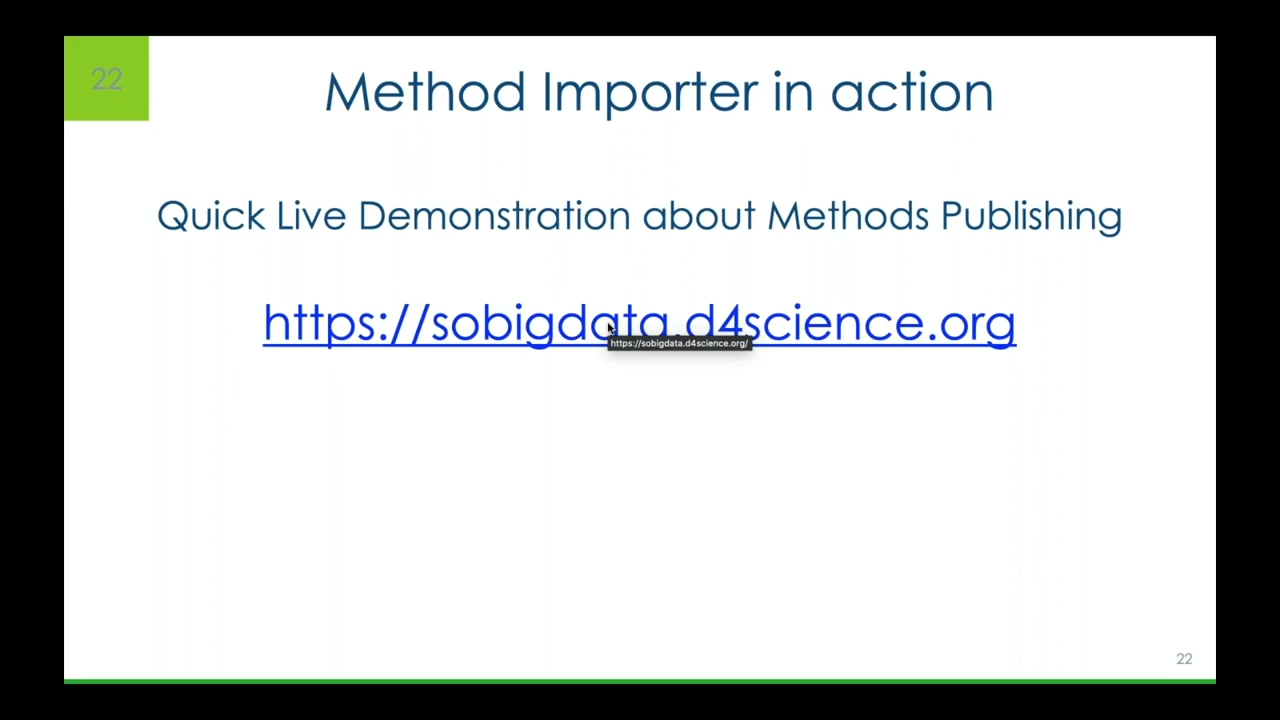 22
Method Importer in action
Quick Live Demonstration about Methods Publishing
https://sobigdata.d4science.org
https://sobigdata.d4science.org/
22